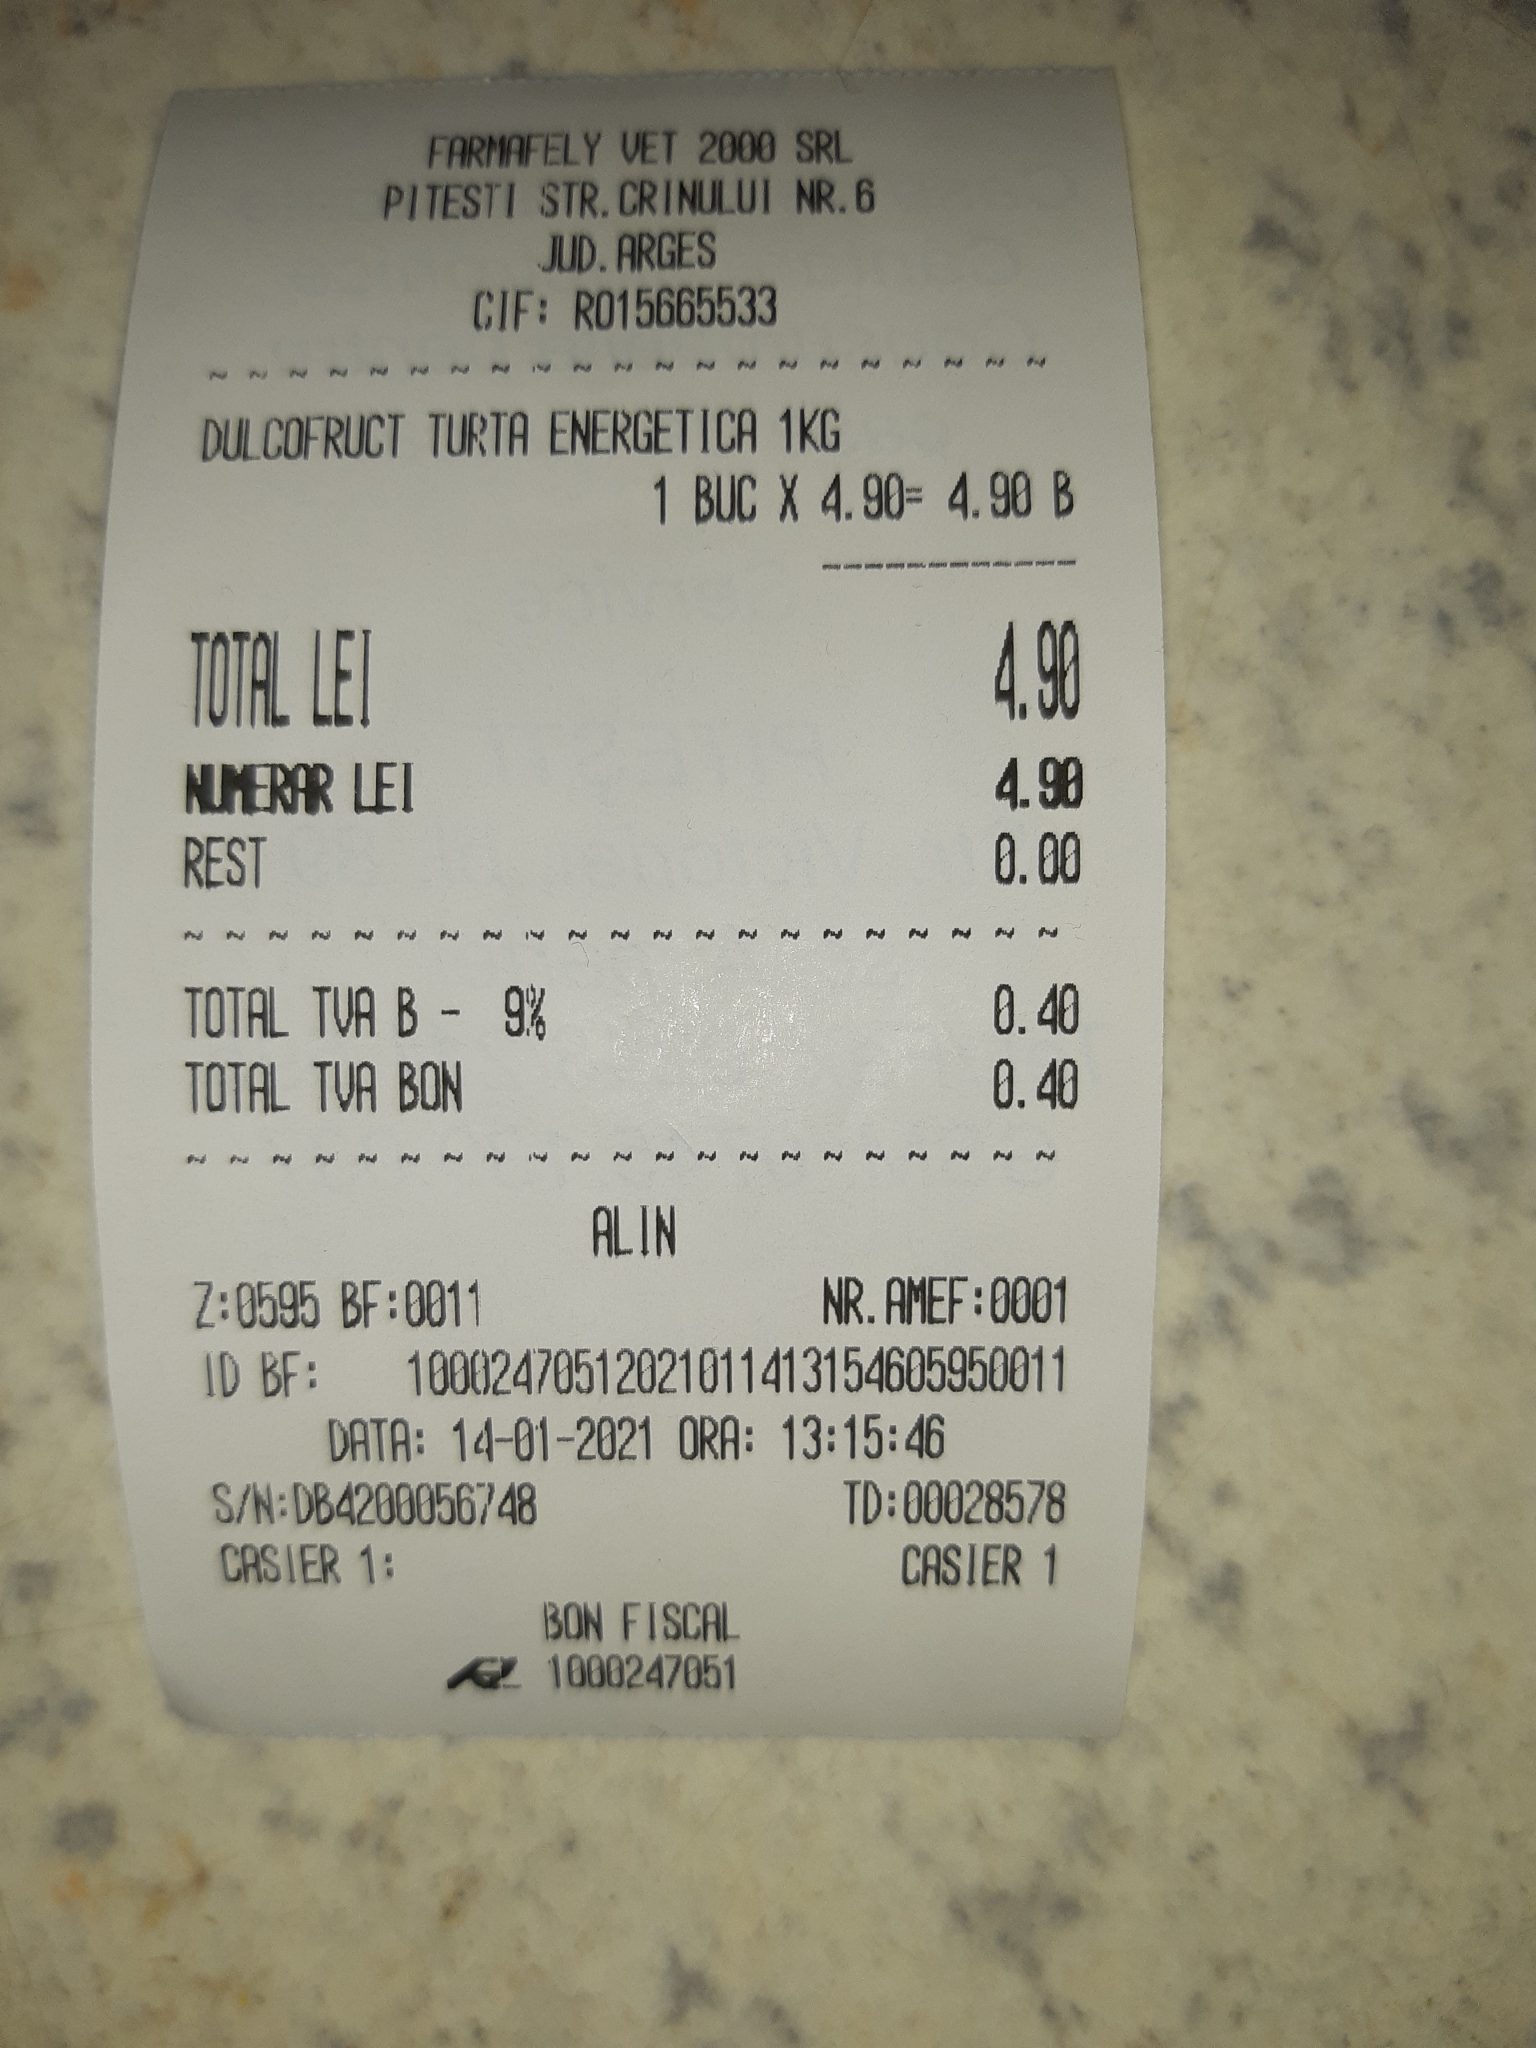 FARMAFELY VET 2000 SRL
PITESTI STR.CRINULUI NR.6
JUD.ARGES
CIF: RO15665533
~ ~ ~ ~ ~ ~ ~ ~ ~ ~ ~ ~ ~ ~ ~ ~ ~ ~ ~ ~ ~
DULCOFRUCT TURTA ENERGETICA 1KG
1 BUC X 4.90= 4.90 B
------------
TOTAL LEI 4.90
NUMERAR LEI 4.90
REST 0.00
~ ~ ~ ~ ~ ~ ~ ~ ~ ~ ~ ~ ~ ~ ~ ~ ~ ~ ~ ~ ~
TOTAL TVA B - 9% 0.40
TOTAL TVA BON 0.40
~ ~ ~ ~ ~ ~ ~ ~ ~ ~ ~ ~ ~ ~ ~ ~ ~ ~ ~ ~ ~
ALIN
Z:0595 BF:0011 NR.AMEF:0001
ID BF: 10002470512021011413154605950011
DATA: 14-01-2021 ORA: 13:15:46
S/N:DB4200056748 TD:00028578
CASIER 1: CASIER 1
BON FISCAL
1000247051